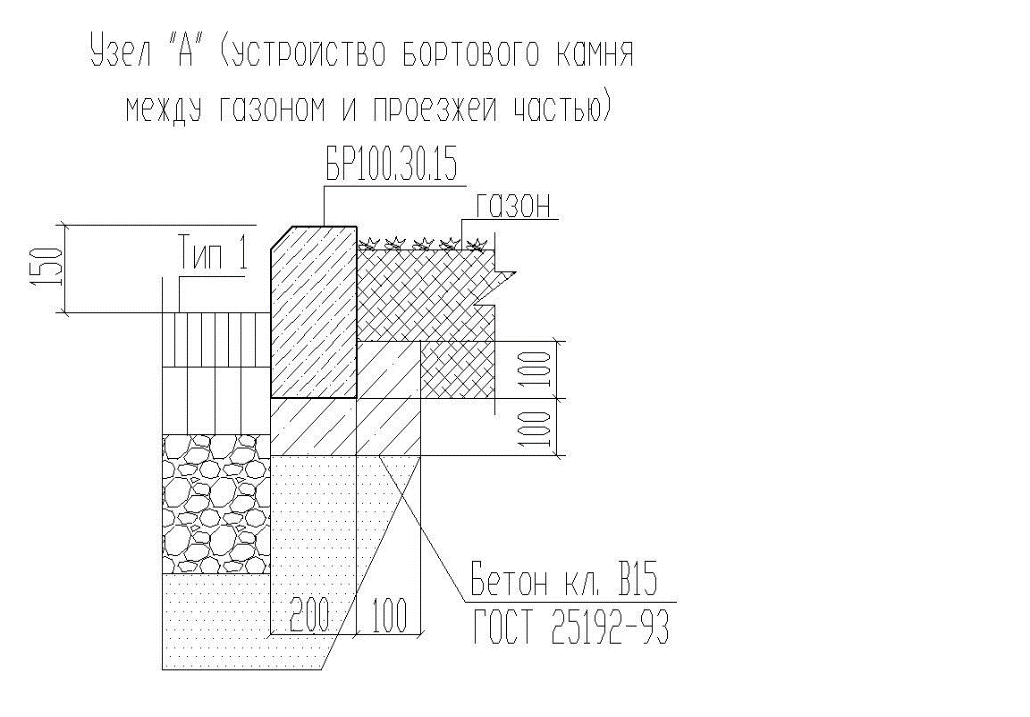 Узел "А" (устройство бортового камня
между газоном и проезжей частью)
БР100.30.15
газон
150
Тип 1
100
100
200
100
Бетон кл. В15
ГОСТ 25192-93